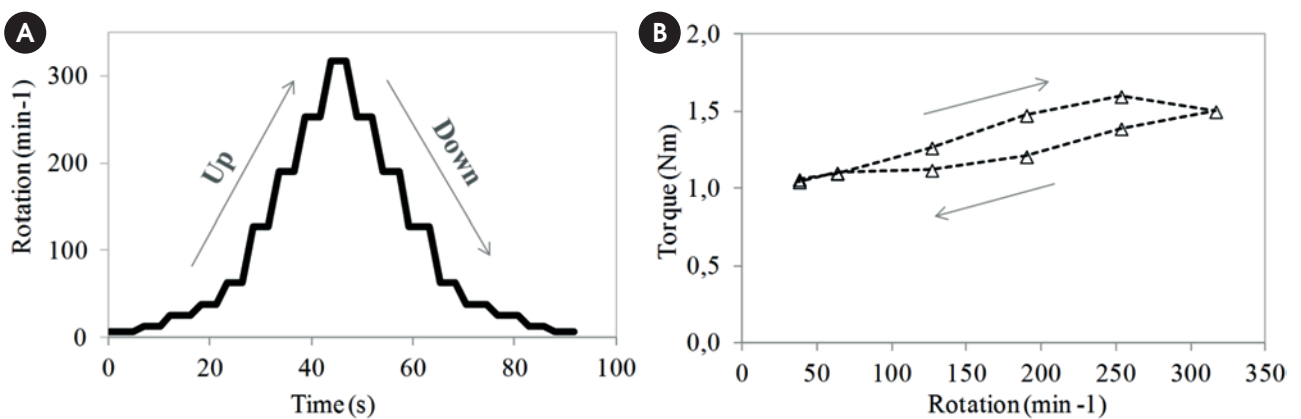 A
Rotation (min-1)
300
200
100
0
Up
Down
0 20 40 60 80 100
Time (s)
B
Torque (Nm)
2,0
1,5
1,0
0,5
0,0
0 50 100 150 200 250 300 350
Rotation (min -1)